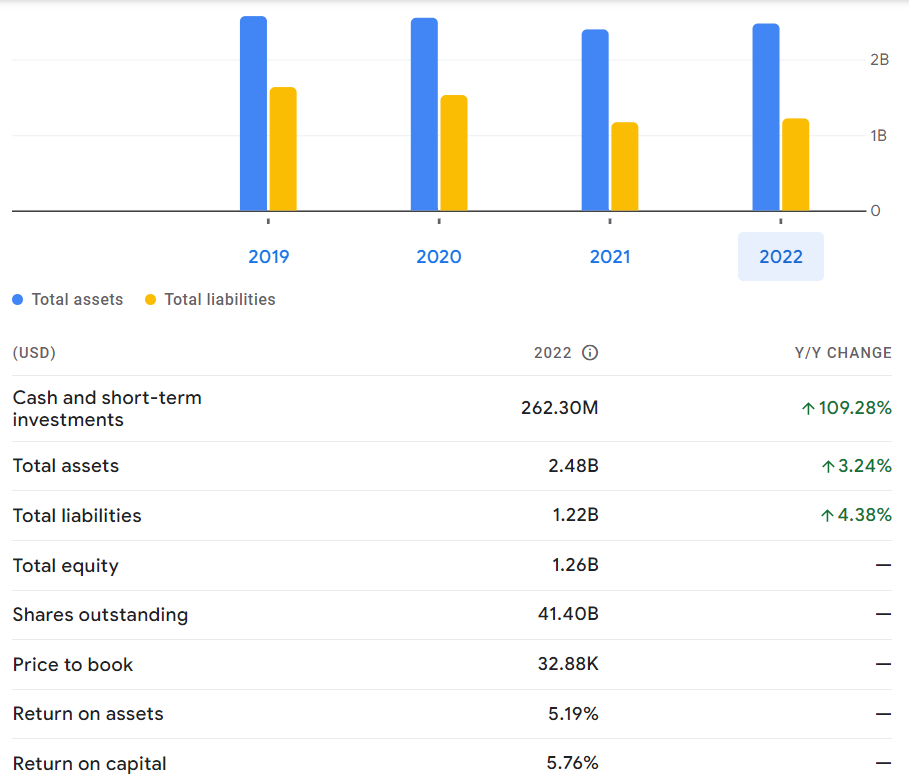 2B
1B
0
2019 2020 2021 2022
Total assets Total liabilities
(USD) 2022 Y/Y CHANGE
Cash and short-term
investments 262.30M ↑109.28%
Total assets 2.48B ↑3.24%
Total liabilities 1.22B ↑4.38%
Total equity 1.26B —
Shares outstanding 41.40B —
Price to book 32.88K —
Return on assets 5.19% —
Return on capital 5.76% —